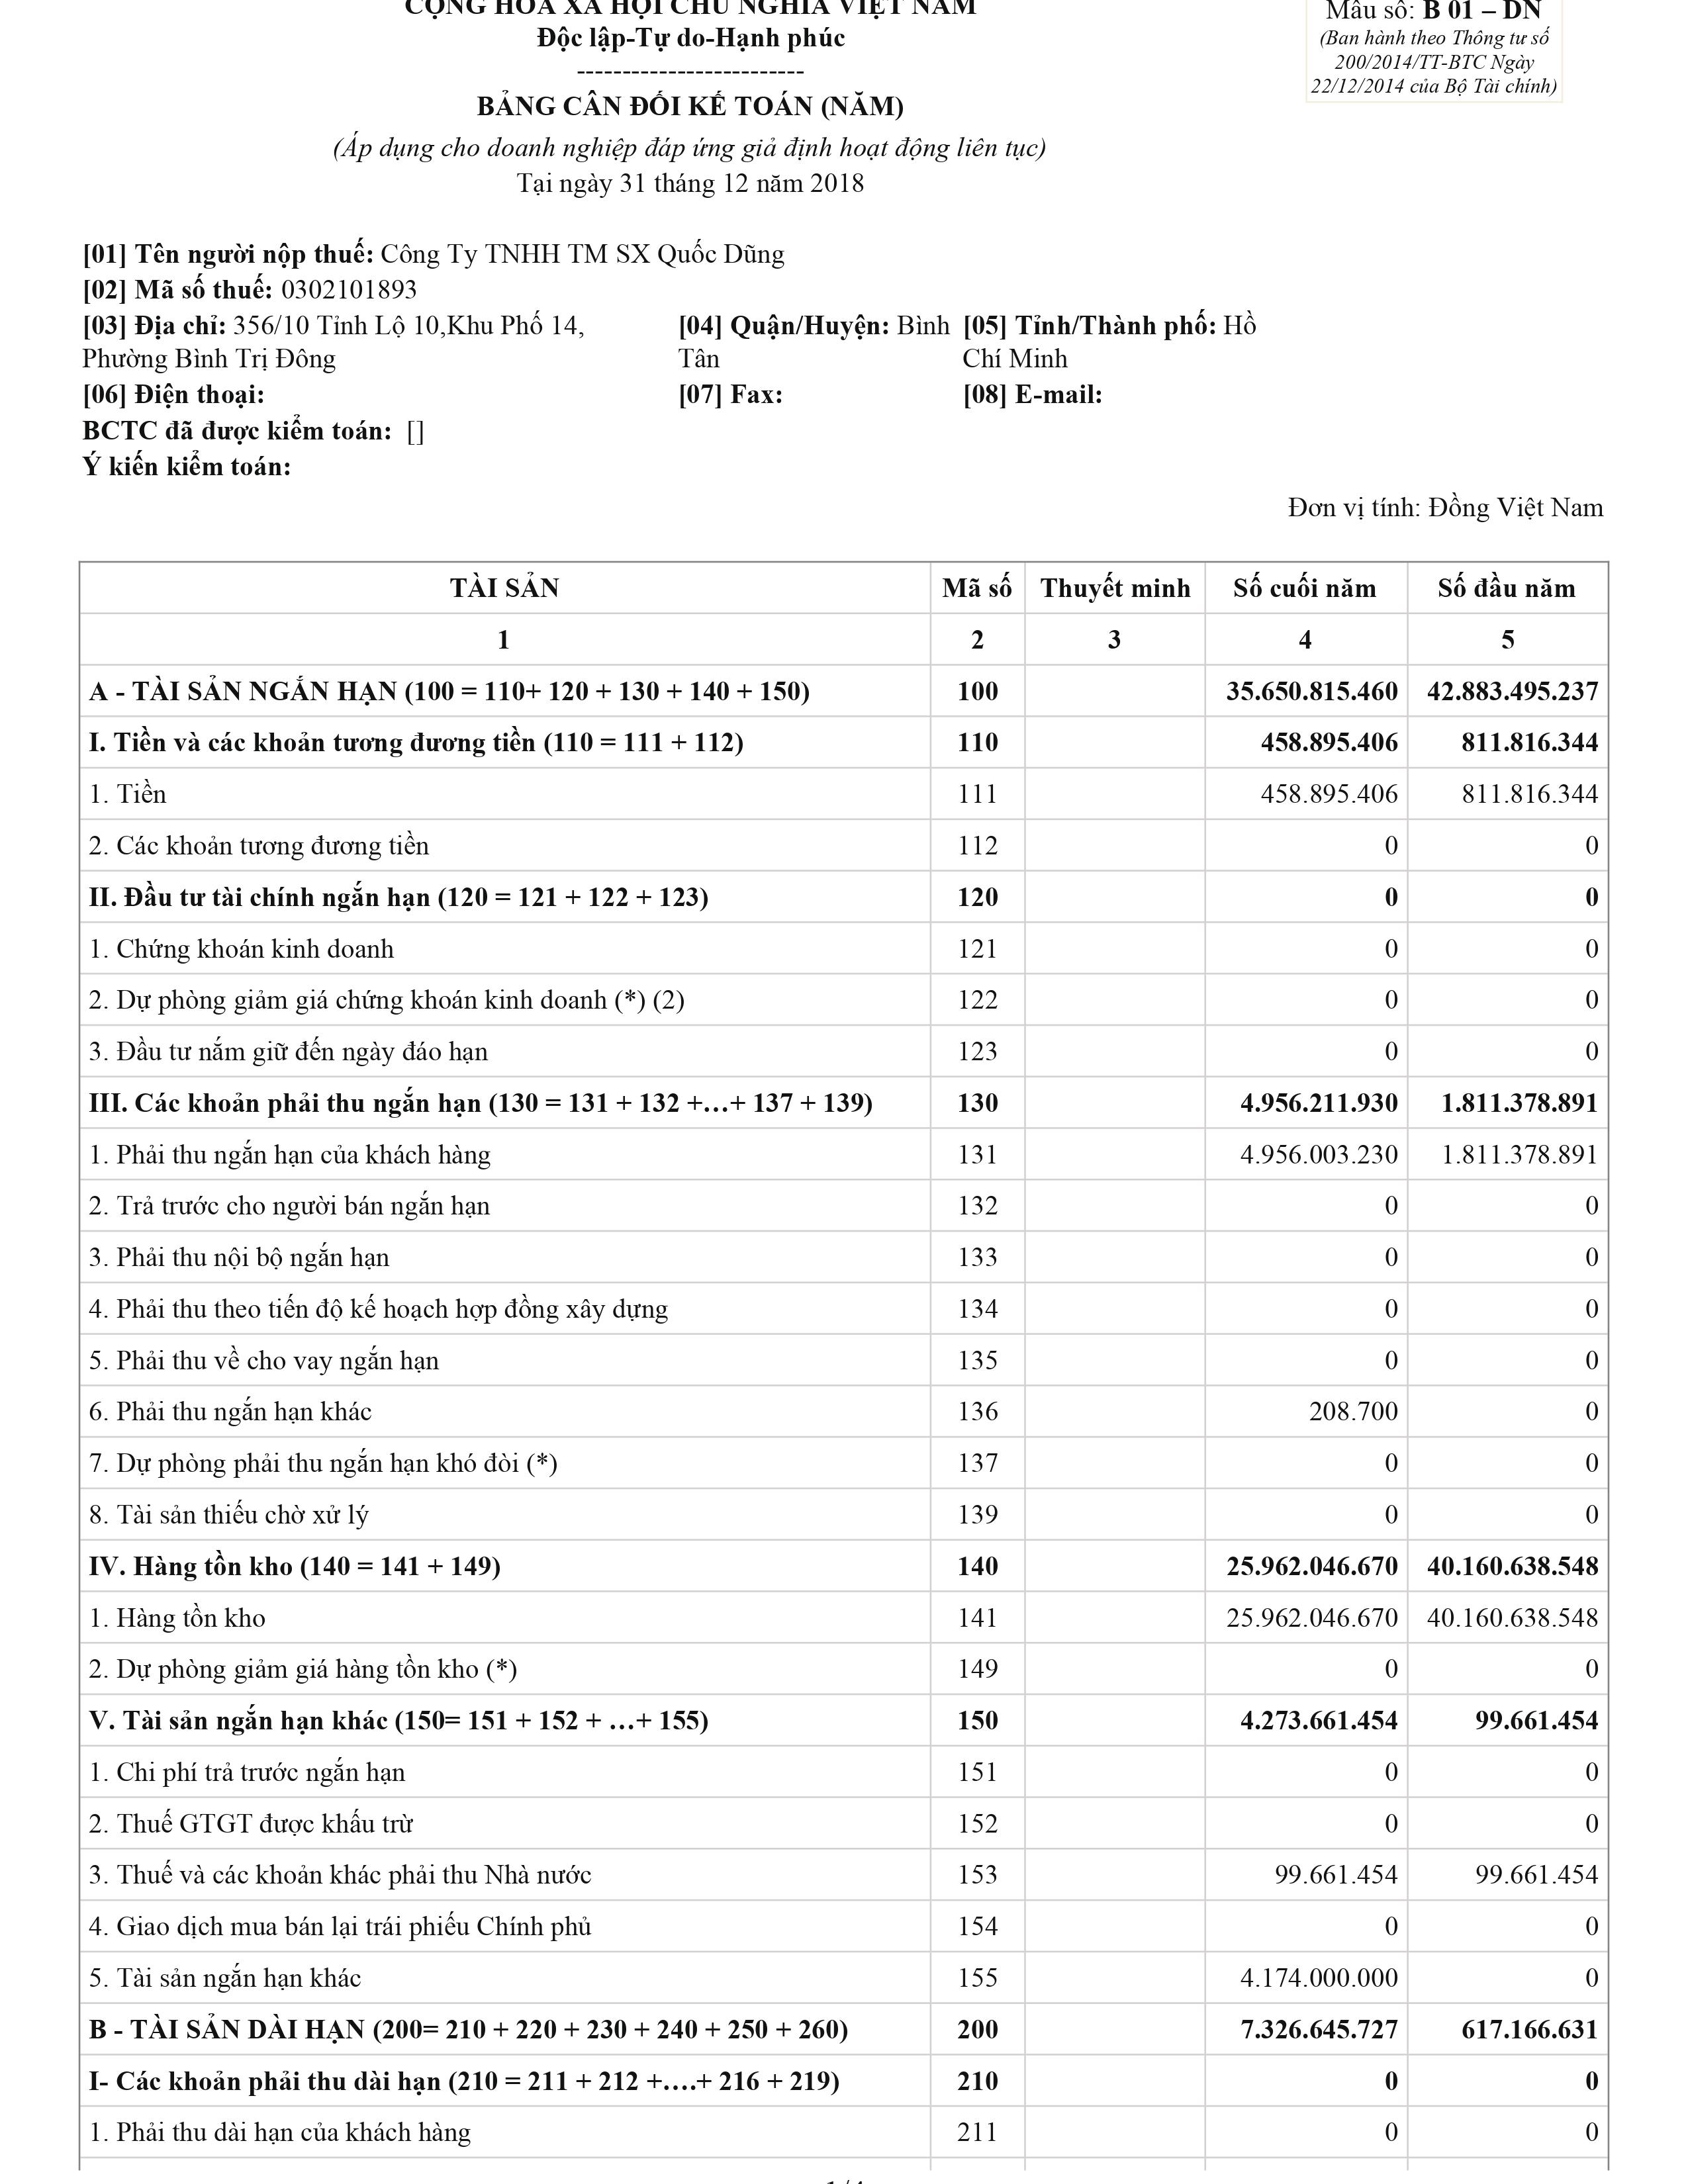 CỘNG HÒA XÃ HỘI CHỦ NGHĨA VIỆT NAM
Độc lập-Tự do-Hạnh phúc
-------------------------
BẢNG CÂN ĐỐI KẾ TOÁN (NĂM)
(Áp dụng cho doanh nghiệp đáp ứng giả định hoạt động liên tục)
Tại ngày 31 tháng 12 năm 2018
Mẫu số: B 01 – DN
(Ban hành theo Thông tư số
200/2014/TT-BTC Ngày
22/12/2014 của Bộ Tài chính)
[01] Tên người nộp thuế: Công Ty TNHH TM SX Quốc Dũng
[02] Mã số thuế: 0302101893
[03] Địa chỉ: 356/10 Tỉnh Lộ 10,Khu Phố 14, [04] Quận/Huyện: Bình [05] Tỉnh/Thành phố: Hồ
Phường Bình Trị Đông Tân Chí Minh
[06] Điện thoại: [07] Fax: [08] E-mail:
BCTC đã được kiểm toán: []
Ý kiến kiểm toán:
Đơn vị tính: Đồng Việt Nam
TÀI SẢN Mã số Thuyết minh Số cuối năm Số đầu năm
1 2 3 4 5
A - TÀI SẢN NGẮN HẠN (100 = 110+ 120 + 130 + 140 + 150) 100 35.650.815.460 42.883.495.237
I. Tiền và các khoản tương đương tiền (110 = 111 + 112) 110 458.895.406 811.816.344
1. Tiền 111 458.895.406 811.816.344
2. Các khoản tương đương tiền 112 0 0
II. Đầu tư tài chính ngắn hạn (120 = 121 + 122 + 123) 120 0 0
1. Chứng khoán kinh doanh 121 0 0
2. Dự phòng giảm giá chứng khoán kinh doanh (*) (2) 122 0 0
3. Đầu tư nắm giữ đến ngày đáo hạn 123 0 0
III. Các khoản phải thu ngắn hạn (130 = 131 + 132 +…+ 137 + 139) 130 4.956.211.930 1.811.378.891
1. Phải thu ngắn hạn của khách hàng 131 4.956.003.230 1.811.378.891
2. Trả trước cho người bán ngắn hạn 132 0 0
3. Phải thu nội bộ ngắn hạn 133 0 0
4. Phải thu theo tiến độ kế hoạch hợp đồng xây dựng 134 0 0
5. Phải thu về cho vay ngắn hạn 135 0 0
6. Phải thu ngắn hạn khác 136 208.700 0
7. Dự phòng phải thu ngắn hạn khó đòi (*) 137 0 0
8. Tài sản thiếu chờ xử lý 139 0 0
IV. Hàng tồn kho (140 = 141 + 149) 140 25.962.046.670 40.160.638.548
1. Hàng tồn kho 141 25.962.046.670 40.160.638.548
2. Dự phòng giảm giá hàng tồn kho (*) 149 0 0
V. Tài sản ngắn hạn khác (150= 151 + 152 + …+ 155) 150 4.273.661.454 99.661.454
1. Chi phí trả trước ngắn hạn 151 0 0
2. Thuế GTGT được khấu trừ 152 0 0
3. Thuế và các khoản khác phải thu Nhà nước 153 99.661.454 99.661.454
4. Giao dịch mua bán lại trái phiếu Chính phủ 154 0 0
5. Tài sản ngắn hạn khác 155 4.174.000.000 0
B - TÀI SẢN DÀI HẠN (200= 210 + 220 + 230 + 240 + 250 + 260) 200 7.326.645.727 617.166.631
I- Các khoản phải thu dài hạn (210 = 211 + 212 +….+ 216 + 219) 210 0 0
1. Phải thu dài hạn của khách hàng 211 0 0